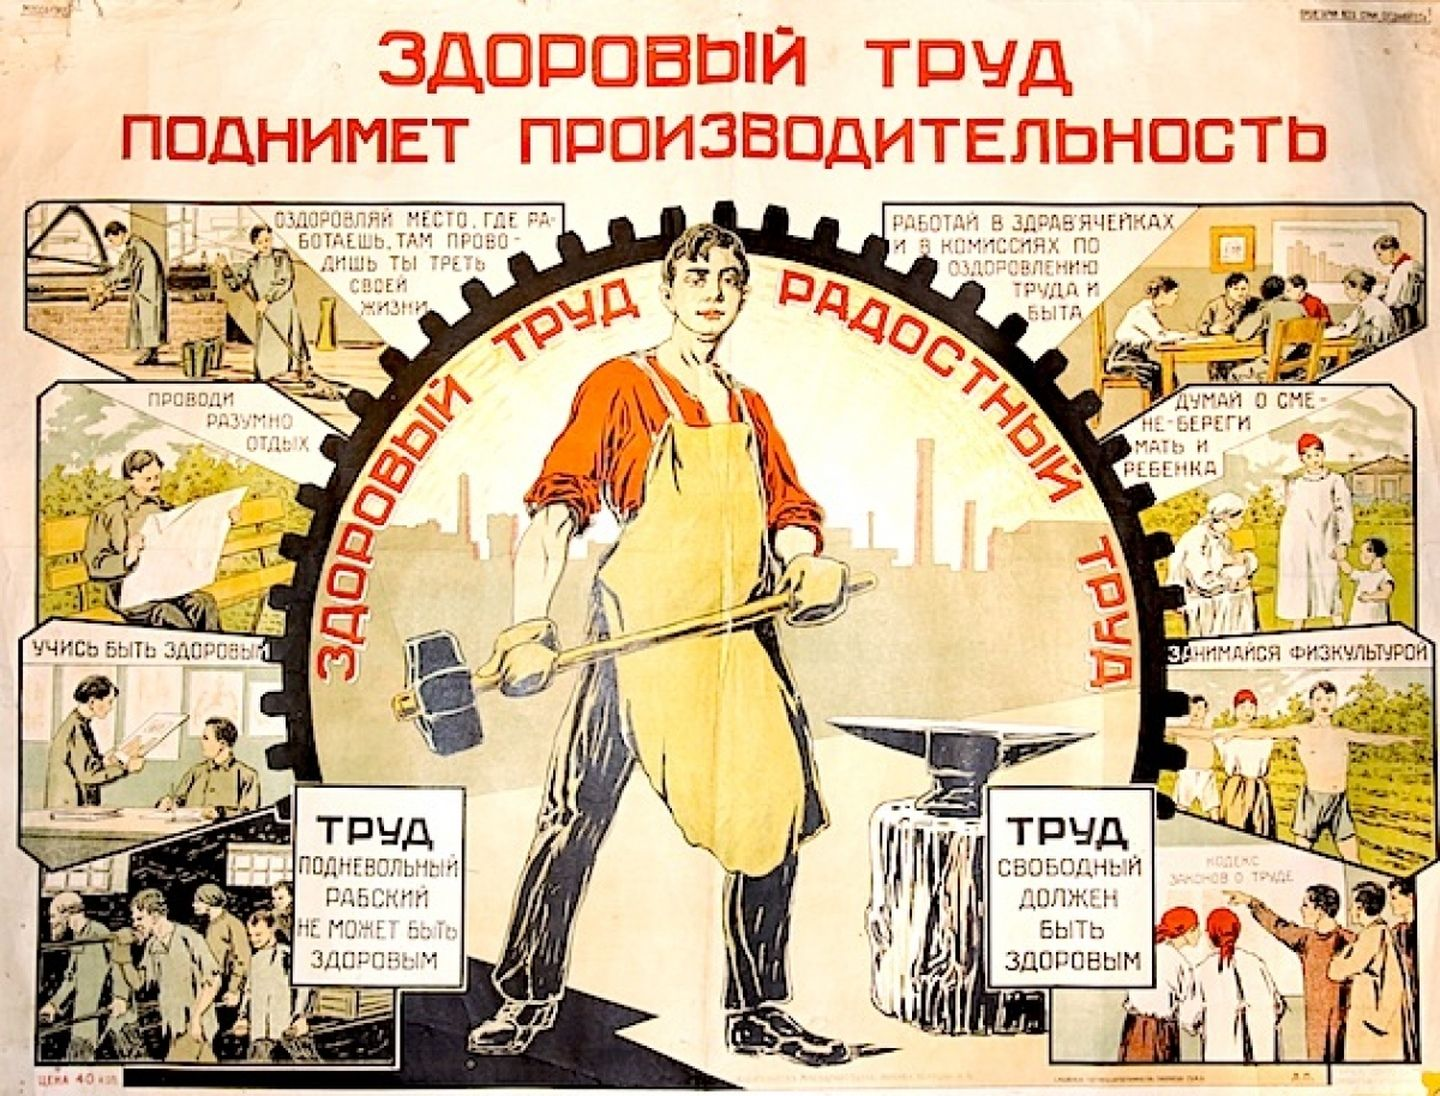 ЗДОРОВЫЙ ТРУД
ПОДНИМЕТ ПРОИЗВОДИТЕЛЬНОСТЬ
ОЗДОРОВЛЯЙ МЕСТО, ГДЕ РА-
БОТАЕШЬ, ТАМ ПРОВО-
ДИШЬ ТЫ ТРЕТЬ
СВОЕЙ
ЖИЗНИ
РАБОТАЙ В ЗДРАВ'ЯЧЕЙКАХ
И В КОМИССИЯХ ПО
ОЗДОРОВЛЕНИЮ
ТРУДА И
БЫТА
ЗДОРОВЫЙ ТРУД РАДОСТНЫЙ ТРУД
ПРОВОДИ
РАЗУМНО
ОТДЫХ
ДУМАЙ О СМЕ-
НЕ-БЕРЕГИ
МАТЬ И
РЕБЕНКА
УЧИСЬ БЫТЬ ЗДОРОВЫМ
ЗАНИМАЙСЯ ФИЗКУЛЬТУРОЙ
ТРУД
ПОДНЕВОЛЬНЫЙ
РАБСКИЙ
НЕ МОЖЕТ БЫТЬ
ЗДОРОВЫМ
ТРУД
СВОБОДНЫЙ
ДОЛЖЕН
БЫТЬ
ЗДОРОВЫМ
КОДЕКС
ЗАКОНОВ О ТРУДЕ
ЦЕНА 40 КОП.